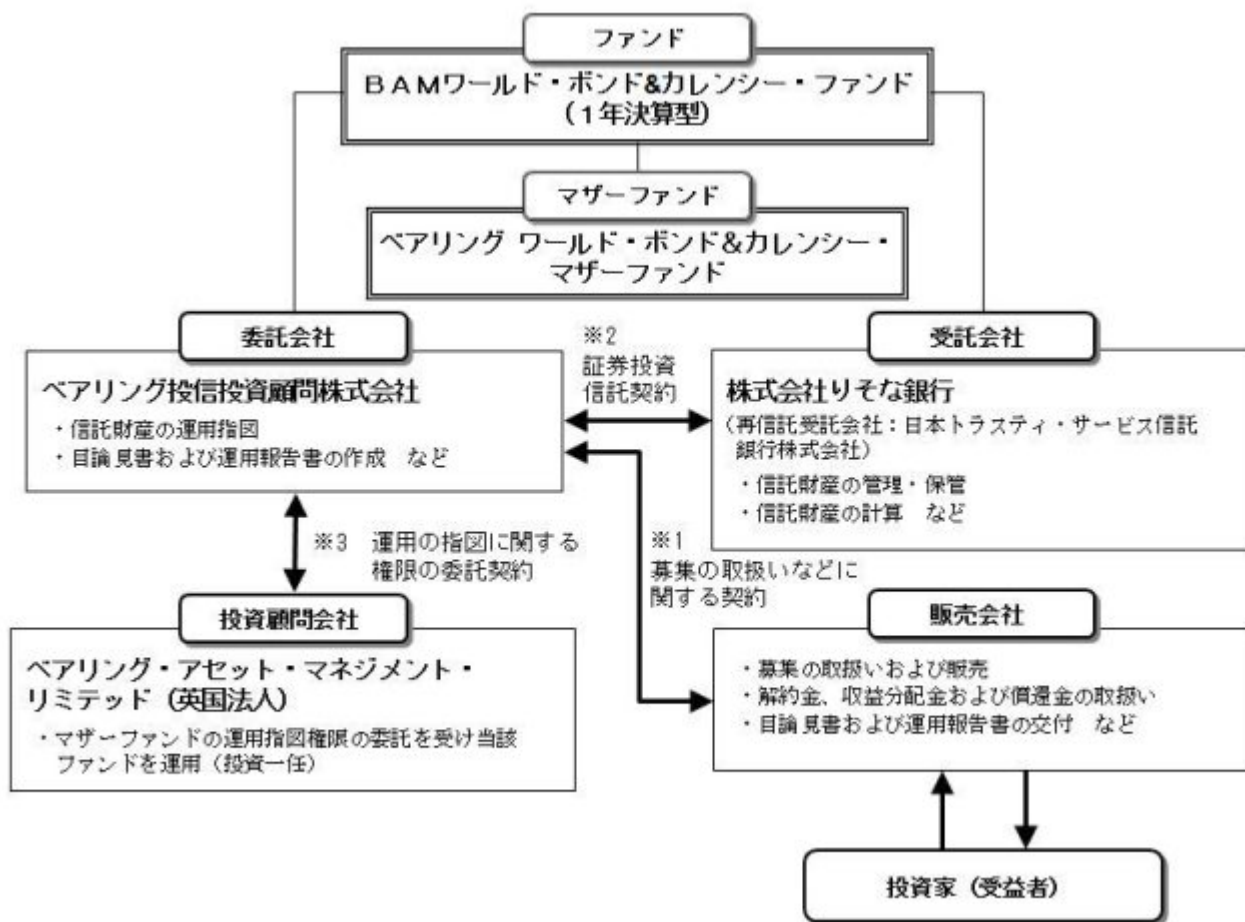 ファンド
BAMワールド・ボンド&カレンシー・ファンド
(1年決算型)
マザーファンド
ベアリング ワールド・ボンド&カレンシー・
マザーファンド
委託会社
ベアリング投信投資顧問株式会社
・信託財産の運用指図
・目論見書および運用報告書の作成 など
※2
証券投資
信託契約
受託会社
株式会社りそな銀行
(再信託受託会社:日本トラスティ・サービス信託
銀行株式会社)
・信託財産の管理・保管
・信託財産の計算 など
※3 運用の指図に関する
権限の委託契約
※1
募集の取扱いなどに
関する契約
投資顧問会社
ベアリング・アセット・マネジメント・
リミテッド(英国法人)
・マザーファンドの運用指図権限の委託を受け当該
ファンドを運用(投資一任)
販売会社
・募集の取扱いおよび販売
・解約金、収益分配金および償還金の取扱い
・目論見書および運用報告書の交付 など
投資家(受益者)